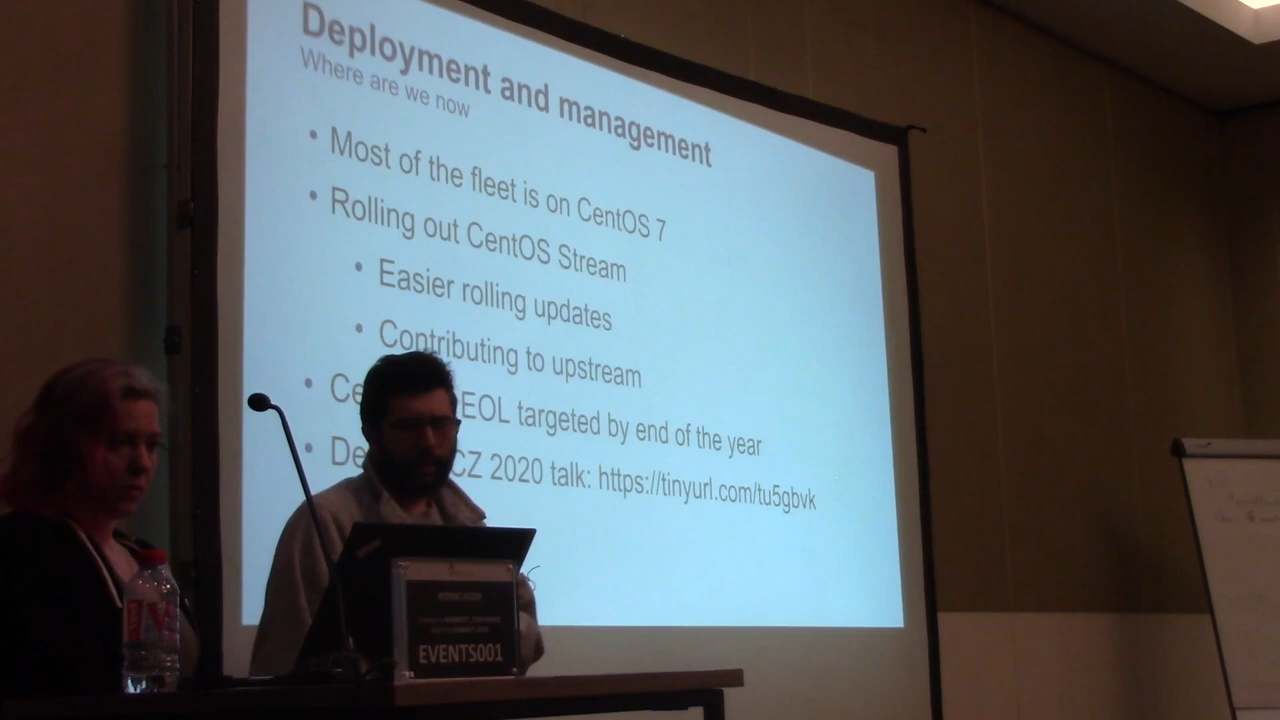 Deployment and management
Where are we now
• Most of the fleet is on CentOS 7
• Rolling out CentOS Stream
• Easier rolling updates
• Contributing to upstream
• Ce EOL targeted by end of the year
• De CZ 2020 talk: https://tinyurl.com/tu5gbvk
EVENTS001